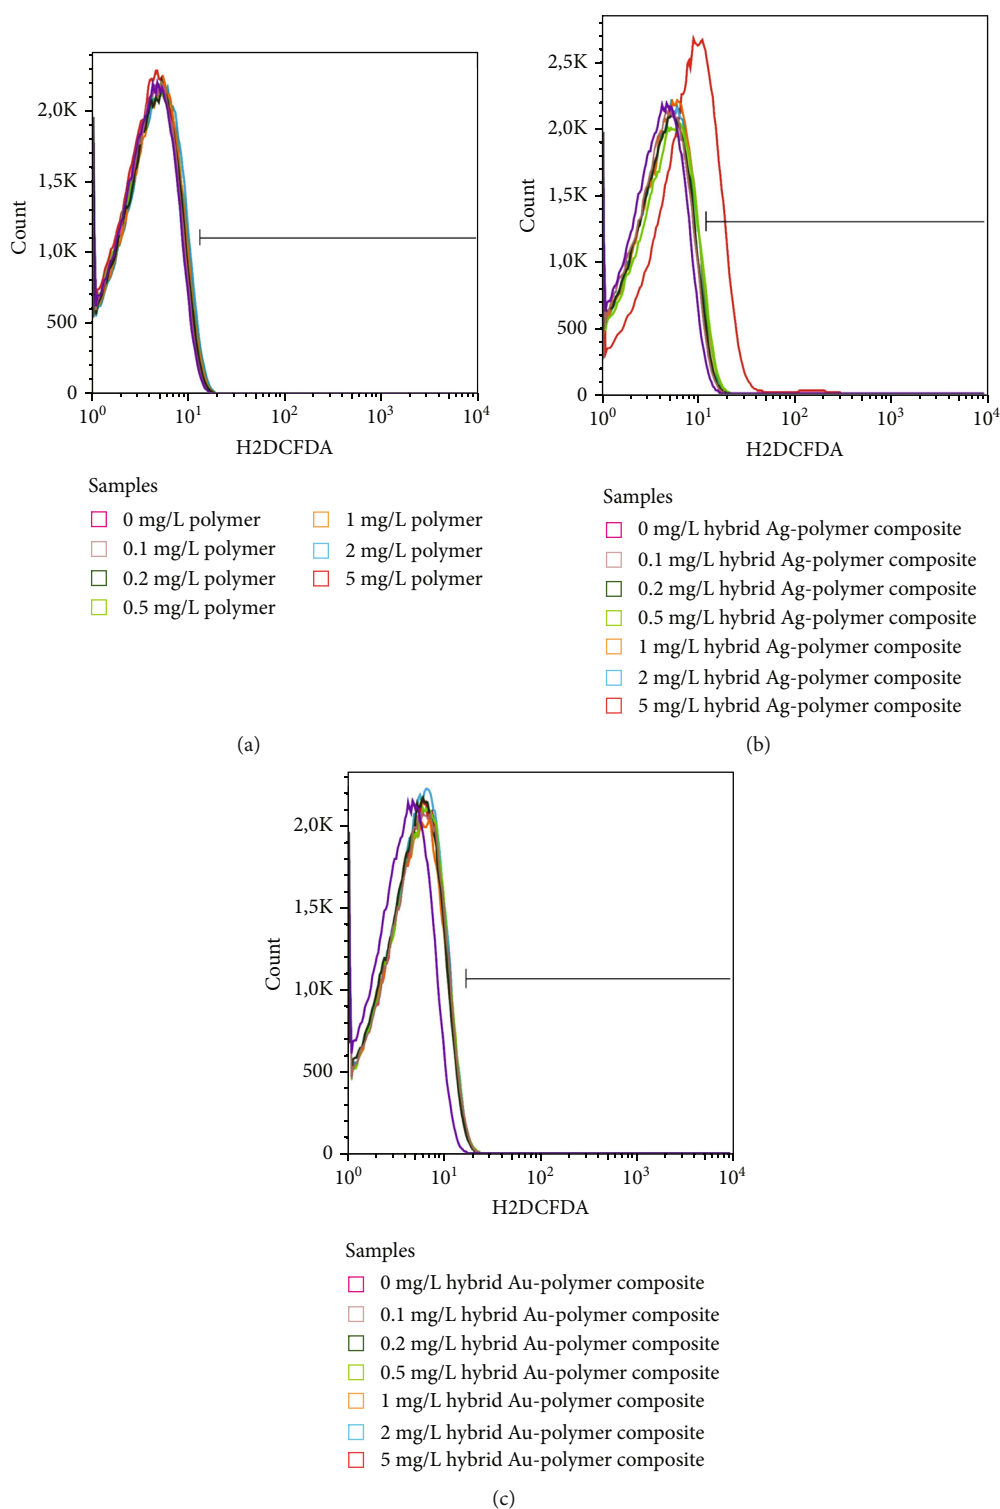 2,0K
1,5K
1,0K
500
0
Count
10⁰ 10¹ 10² 10³ 10⁴
H2DCFDA
Samples
0 mg/L polymer
0.1 mg/L polymer
0.2 mg/L polymer
0.5 mg/L polymer
1 mg/L polymer
2 mg/L polymer
5 mg/L polymer
(a)
2,5K
2,0K
1,5K
1,0K
500
0
Count
10⁰ 10¹ 10² 10³ 10⁴
H2DCFDA
Samples
0 mg/L hybrid Ag-polymer composite
0.1 mg/L hybrid Ag-polymer composite
0.2 mg/L hybrid Ag-polymer composite
0.5 mg/L hybrid Ag-polymer composite
1 mg/L hybrid Ag-polymer composite
2 mg/L hybrid Ag-polymer composite
5 mg/L hybrid Ag-polymer composite
(b)
2,0K
1,5K
1,0K
500
0
Count
10⁰ 10¹ 10² 10³ 10⁴
H2DCFDA
Samples
0 mg/L hybrid Au-polymer composite
0.1 mg/L hybrid Au-polymer composite
0.2 mg/L hybrid Au-polymer composite
0.5 mg/L hybrid Au-polymer composite
1 mg/L hybrid Au-polymer composite
2 mg/L hybrid Au-polymer composite
5 mg/L hybrid Au-polymer composite
(c)